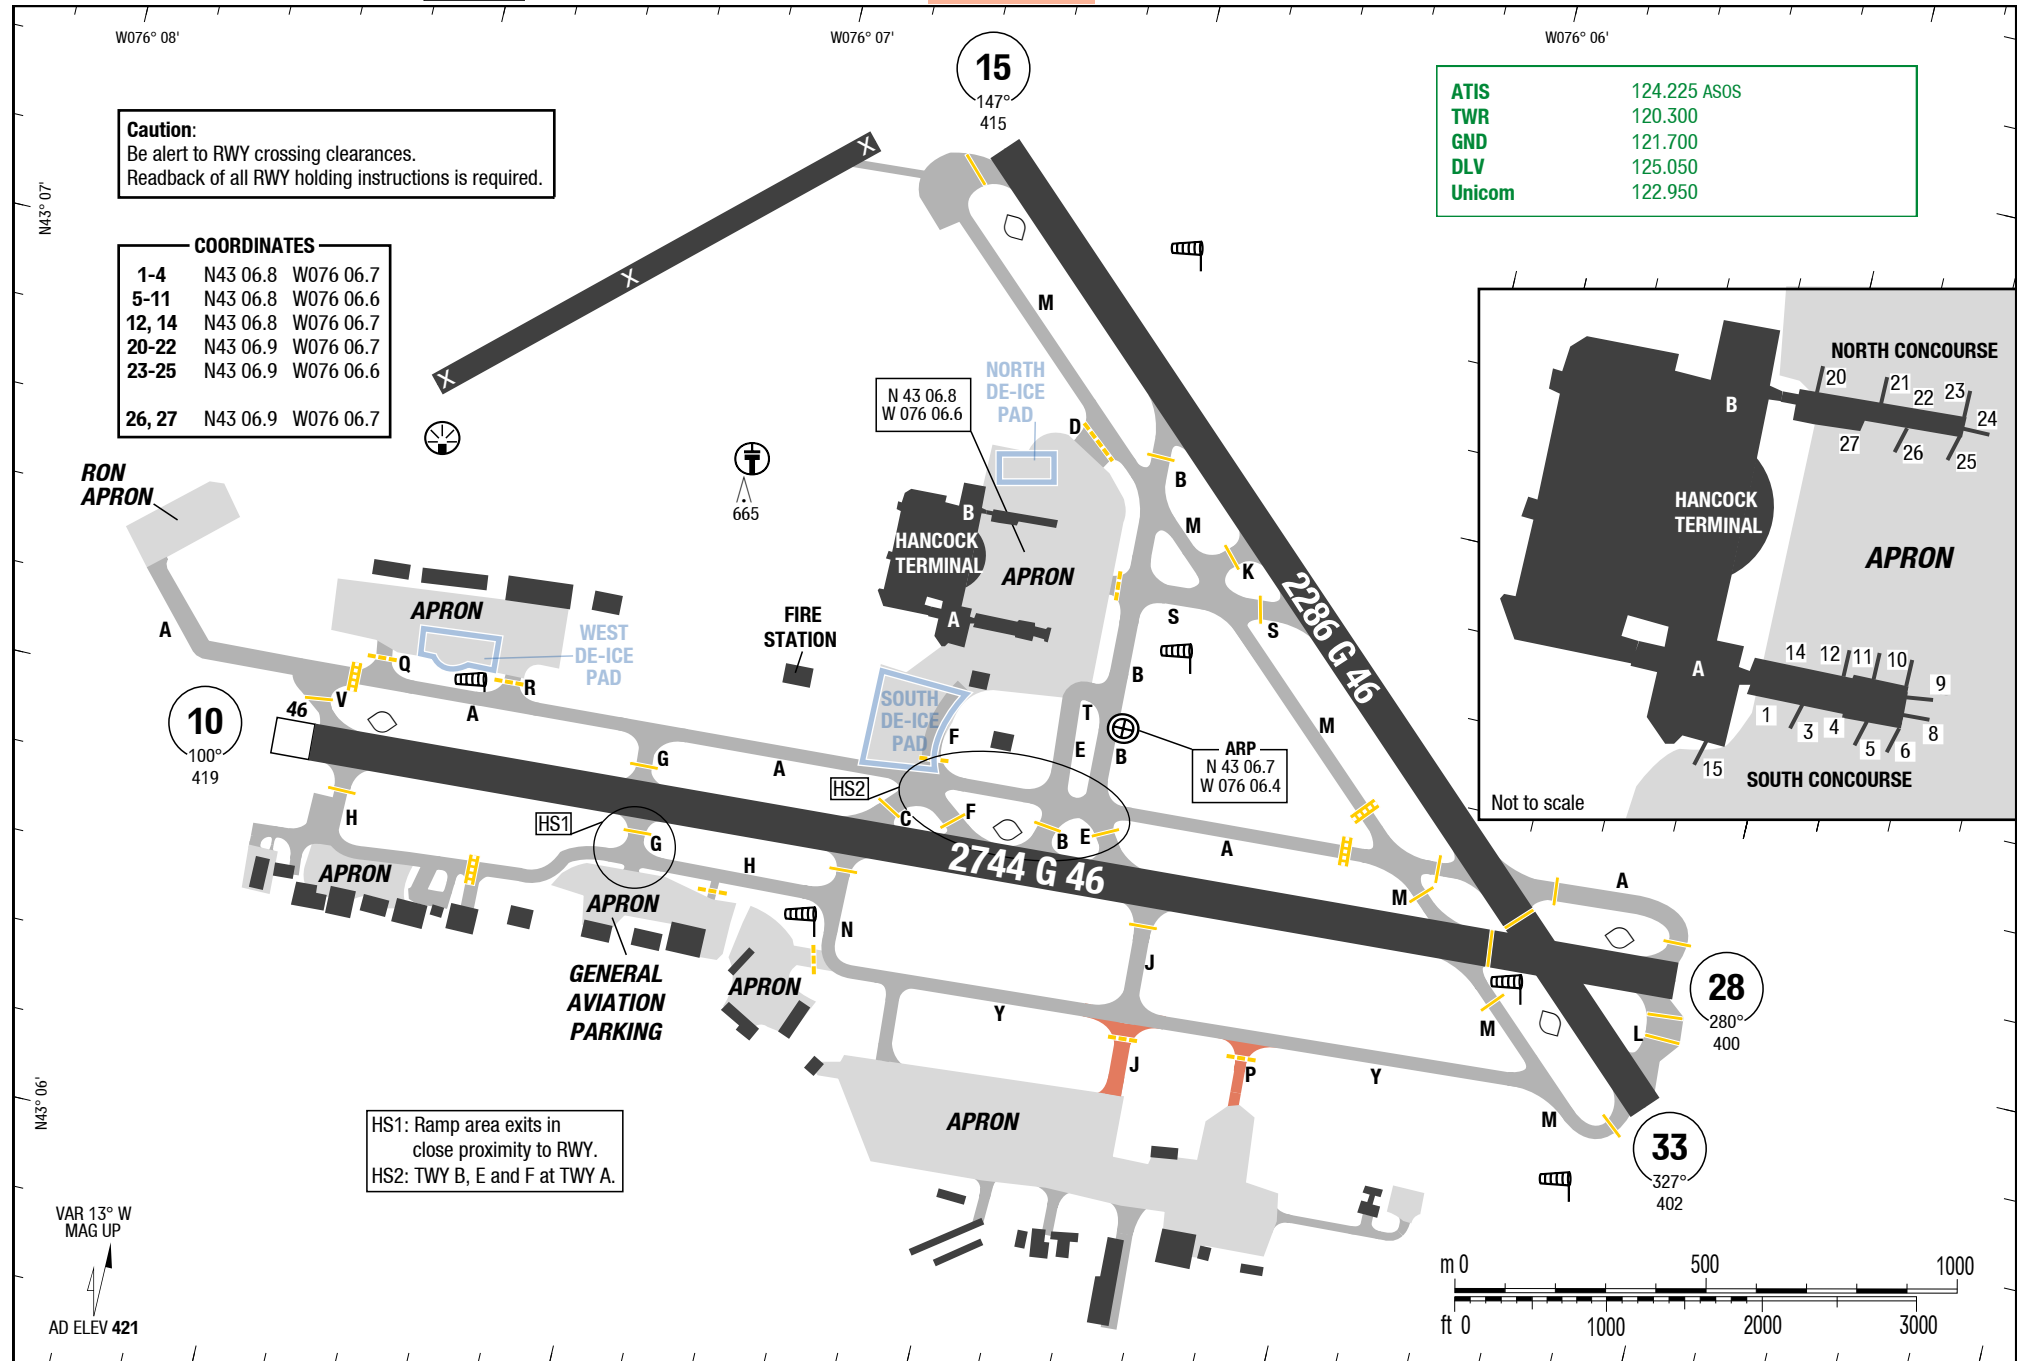 W076° 08'
W076° 07'
W076° 06'
15
147°
415
ATIS 124.225 ASOS
TWR 120.300
GND 121.700
DLV 125.050
Unicom 122.950
Caution:
Be alert to RWY crossing clearances.
Readback of all RWY holding instructions is required.
N43° 07'
COORDINATES
1-4 N43 06.8 W076 06.7
5-11 N43 06.8 W076 06.6
12, 14 N43 06.8 W076 06.7
20-22 N43 06.9 W076 06.7
23-25 N43 06.9 W076 06.6
26, 27 N43 06.9 W076 06.7
X
X
X
M
NORTH
DE-ICE
PAD
N 43 06.8
W 076 06.6
D
B
M
K
S
S
665
RON
APRON
A
APRON
WEST
DE-ICE
PAD
Q
R
V
A
FIRE
STATION
HANCOCK
TERMINAL
B
A
APRON
SOUTH
DE-ICE
PAD
F
T
E
B
B
M
ARP
N 43 06.7
W 076 06.4
2286 G 46
10
100°
419
46
G
A
HS2
C
F
B
E
A
HS1
G
H
H
2744 G 46
APRON
APRON
GENERAL
AVIATION
PARKING
APRON
N
J
Y
J
P
Y
M
A
M
L
M
28
280°
400
33
327°
402
APRON
N43° 06'
HS1: Ramp area exits in
close proximity to RWY.
HS2: TWY B, E and F at TWY A.
VAR 13° W
MAG UP
AD ELEV 421
NORTH CONCOURSE
20
21
22
23
24
25
26
27
B
HANCOCK
TERMINAL
APRON
A
14
12
11
10
9
8
6
5
4
3
1
15
SOUTH CONCOURSE
Not to scale
m 0 500 1000
ft 0 1000 2000 3000